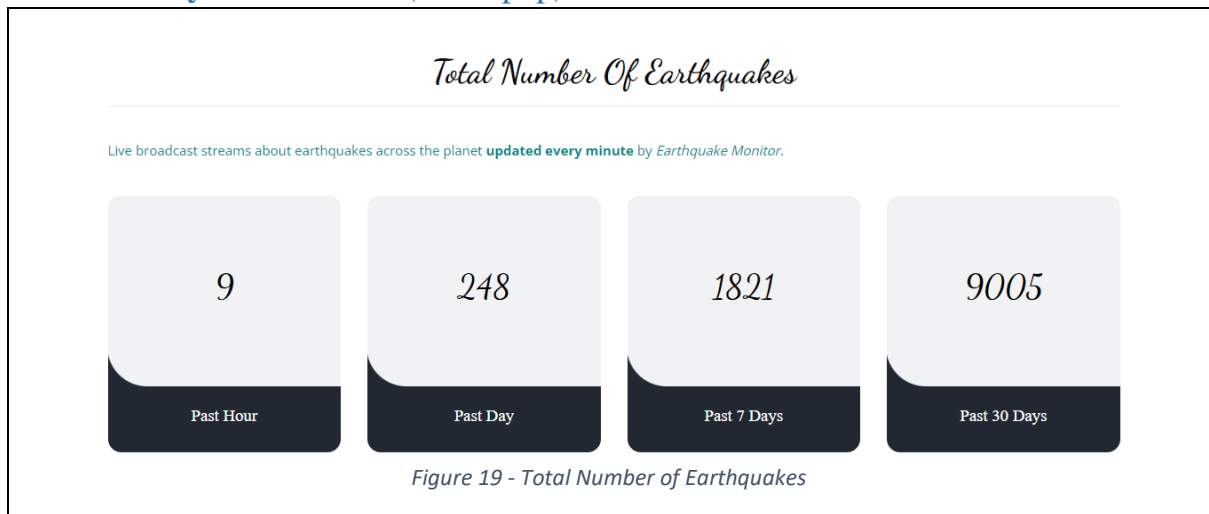 Total Number Of Earthquakes
Live broadcast streams about earthquakes across the planet updated every minute by Earthquake Monitor.
9
248
1821
9005
Past Hour
Past Day
Past 7 Days
Past 30 Days
Figure 19 - Total Number of Earthquakes